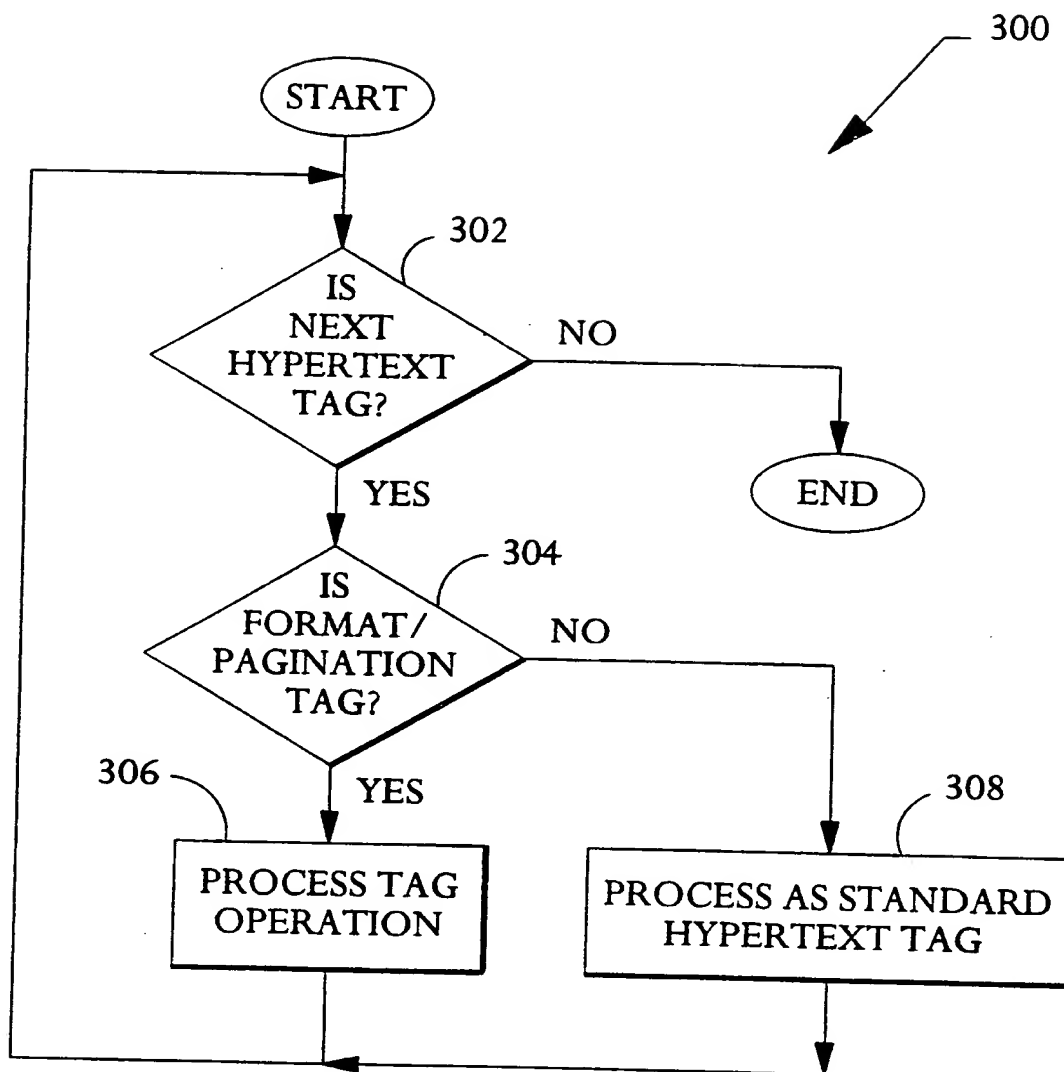 300
START
302
IS
NEXT
HYPERTEXT
TAG?
NO
YES
END
304
IS
FORMAT/
PAGINATION
TAG?
NO
YES
306
PROCESS TAG
OPERATION
308
PROCESS AS STANDARD
HYPERTEXT TAG